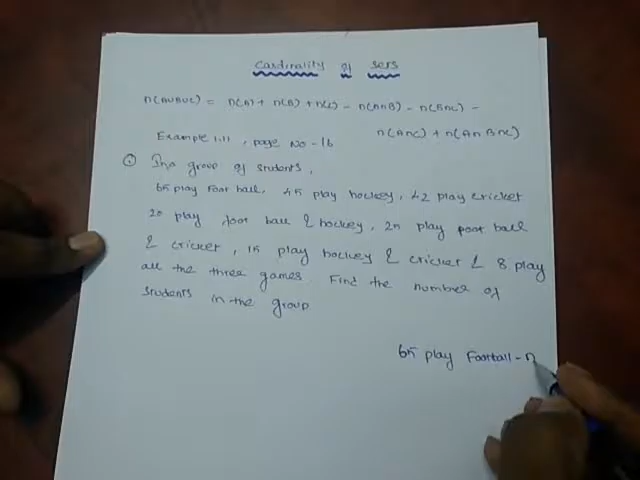 Cardinality of sets
n(AUBUC) = n(A) + n(B) + n(C) - n(A∩B) - n(B∩C) -
n(A∩C) + n(A∩B∩C)
Example 1.11, page No - 16
① In a group of students,
65 play foot ball, 45 play hockey, 42 play cricket
20 play foot ball & hockey, 25 play foot ball
& cricket, 15 play hockey & cricket & 8 play
all the three games. Find the number of
students in the group
65 play Football - n